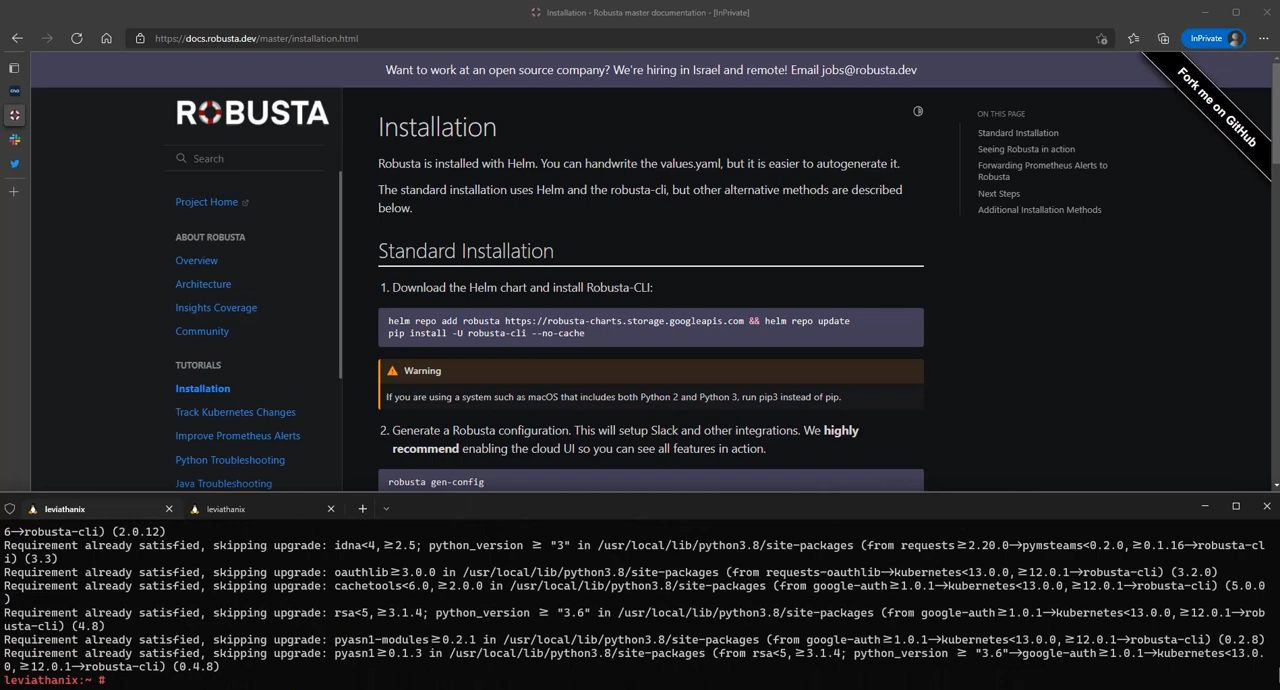 Installation - Robusta master documentation - [InPrivate]
https://docs.robusta.dev/master/installation.html
InPrivate
Want to work at an open source company? We're hiring in Israel and remote! Email jobs@robusta.dev
Fork me on GitHub
ROBUSTA
Search
Project Home
ABOUT ROBUSTA
Overview
Architecture
Insights Coverage
Community
TUTORIALS
Installation
Track Kubernetes Changes
Improve Prometheus Alerts
Python Troubleshooting
Java Troubleshooting
Installation
Robusta is installed with Helm. You can handwrite the values.yaml, but it is easier to autogenerate it.
The standard installation uses Helm and the robusta-cli, but other alternative methods are described
below.
Standard Installation
1. Download the Helm chart and install Robusta-CLI:
helm repo add robusta https://robusta-charts.storage.googleapis.com && helm repo update
pip install -U robusta-cli --no-cache
Warning
If you are using a system such as macOS that includes both Python 2 and Python 3, run pip3 instead of pip.
2. Generate a Robusta configuration. This will setup Slack and other integrations. We highly
recommend enabling the cloud UI so you can see all features in action.
robusta gen-config
ON THIS PAGE
Standard Installation
Seeing Robusta in action
Forwarding Prometheus Alerts to
Robusta
Next Steps
Additional Installation Methods
leviathanix
leviathanix
6→robusta-cli) (2.0.12)
Requirement already satisfied, skipping upgrade: idna<4,≥2.5; python_version ≥ "3" in /usr/local/lib/python3.8/site-packages (from requests≥2.20.0→pymsteams<0.2.0,≥0.1.16→robusta-cl
i) (3.3)
Requirement already satisfied, skipping upgrade: oauthlib≥3.0.0 in /usr/local/lib/python3.8/site-packages (from requests-oauthlib→kubernetes<13.0.0,≥12.0.1→robusta-cli) (3.2.0)
Requirement already satisfied, skipping upgrade: cachetools<6.0,≥2.0.0 in /usr/local/lib/python3.8/site-packages (from google-auth≥1.0.1→kubernetes<13.0.0,≥12.0.1→robusta-cli) (5.0.0
)
Requirement already satisfied, skipping upgrade: rsa<5,≥3.1.4; python_version ≥ "3.6" in /usr/local/lib/python3.8/site-packages (from google-auth≥1.0.1→kubernetes<13.0.0,≥12.0.1→rob
usta-cli) (4.8)
Requirement already satisfied, skipping upgrade: pyasn1-modules≥0.2.1 in /usr/local/lib/python3.8/site-packages (from google-auth≥1.0.1→kubernetes<13.0.0,≥12.0.1→robusta-cli) (0.2.8)
Requirement already satisfied, skipping upgrade: pyasn1≥0.1.3 in /usr/local/lib/python3.8/site-packages (from rsa<5,≥3.1.4; python_version ≥ "3.6"→google-auth≥1.0.1→kubernetes<13.0.
0,≥12.0.1→robusta-cli) (0.4.8)
leviathanix:~ #